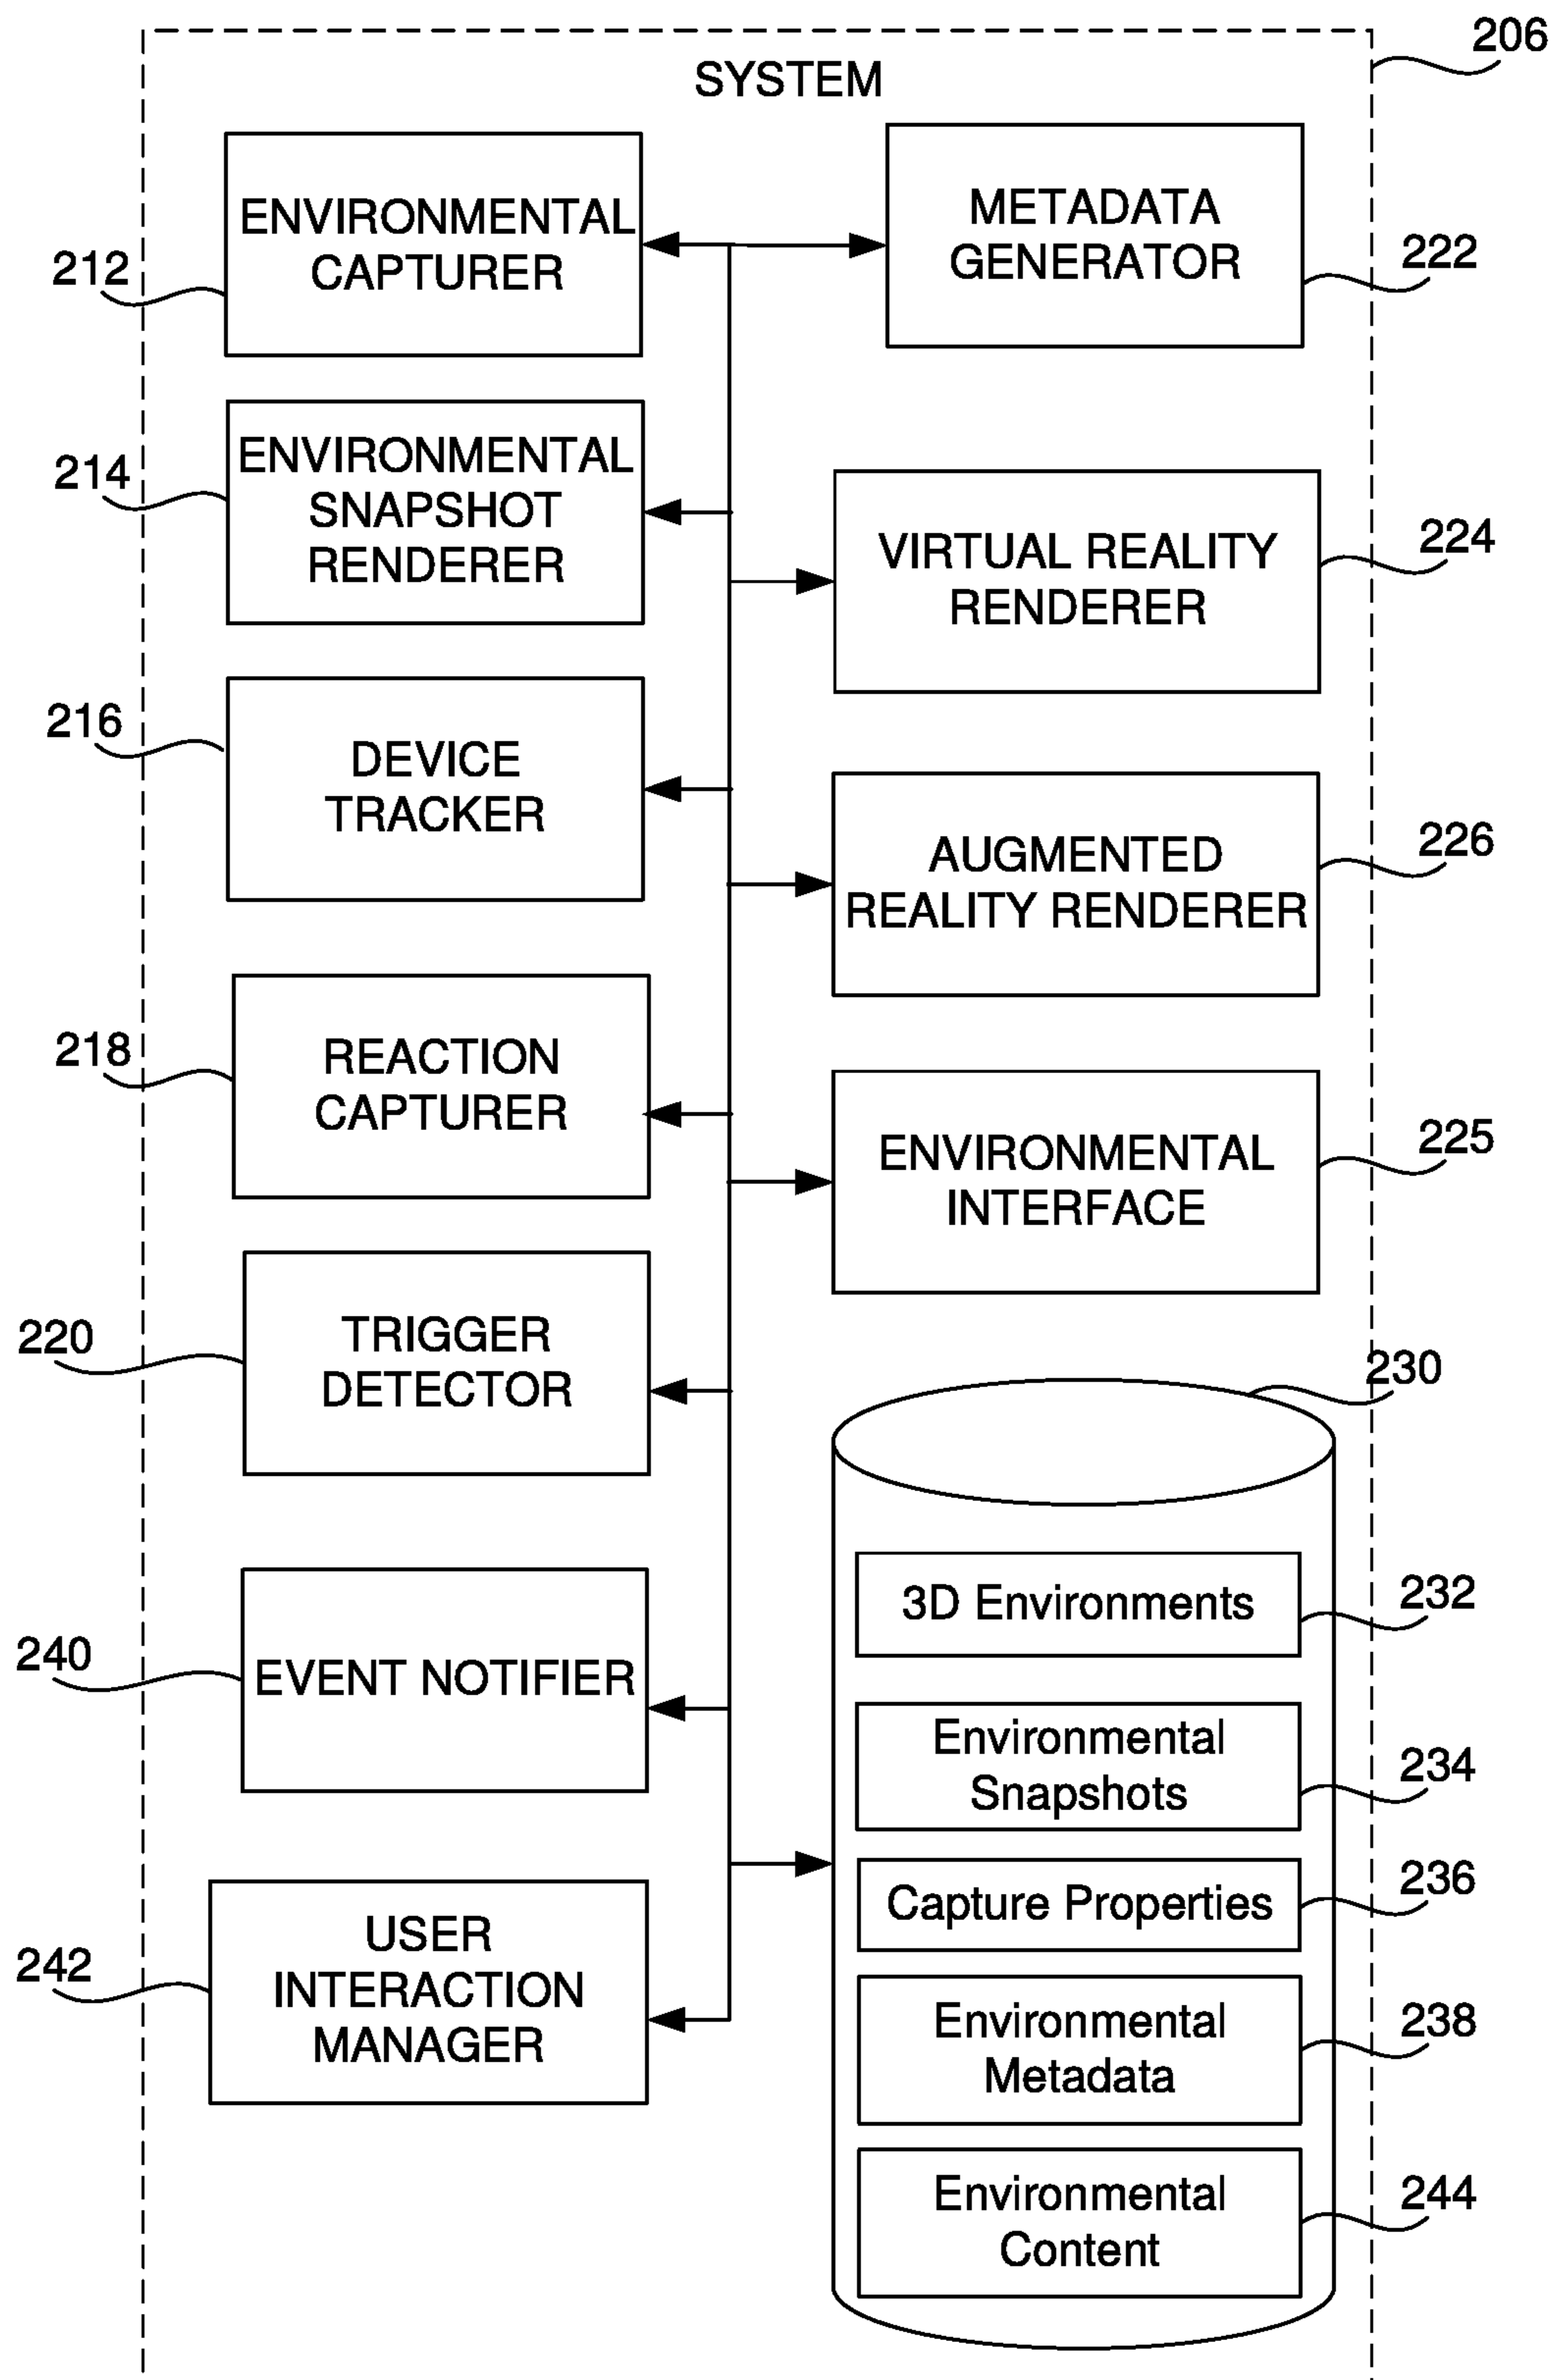 206
SYSTEM
ENVIRONMENTAL
CAPTURER
212
METADATA
GENERATOR
222
ENVIRONMENTAL
SNAPSHOT
RENDERER
214
VIRTUAL REALITY
RENDERER
224
DEVICE
TRACKER
216
AUGMENTED
REALITY RENDERER
226
REACTION
CAPTURER
218
ENVIRONMENTAL
INTERFACE
225
TRIGGER
DETECTOR
220
230
3D Environments
232
EVENT NOTIFIER
240
Environmental
Snapshots
234
Capture Properties
236
USER
INTERACTION
MANAGER
242
Environmental
Metadata
238
Environmental
Content
244